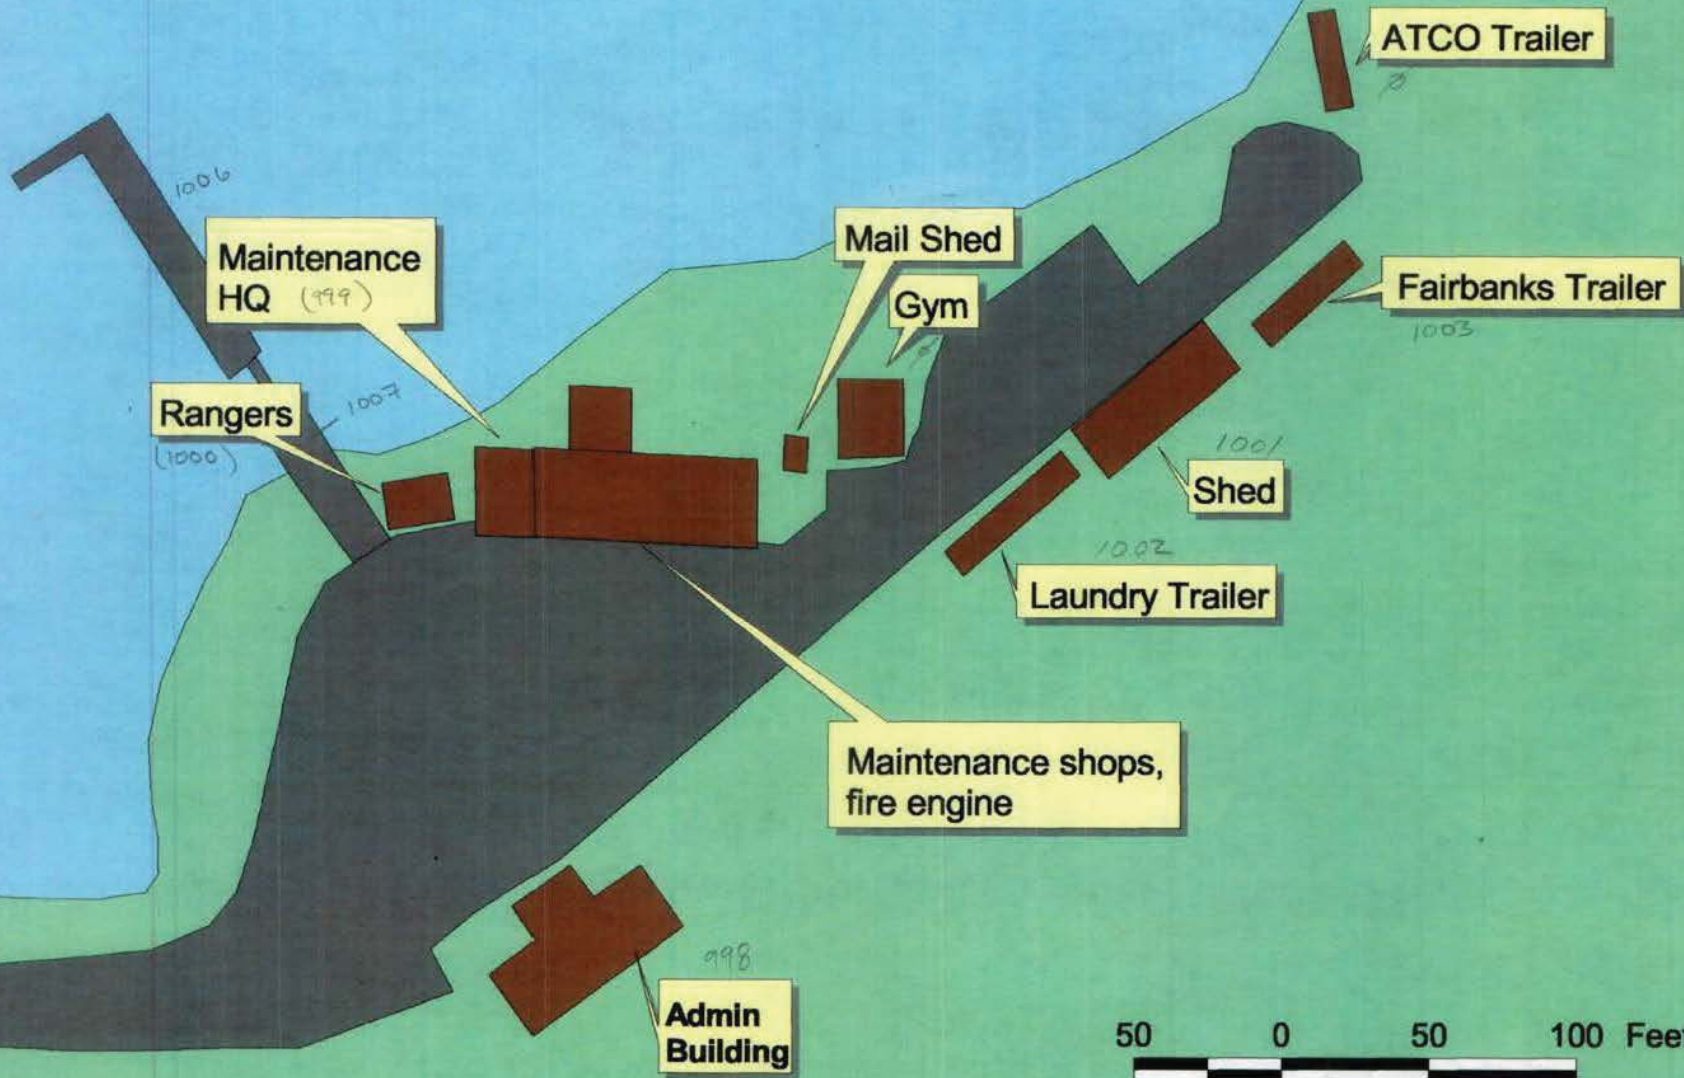 ATCO Trailer
1006
Maintenance
HQ (999)
Mail Shed
Gym
Fairbanks Trailer
1003
Rangers
(1000)
1007
1001
Shed
1002
Laundry Trailer
Maintenance shops,
fire engine
998
Admin
Building
50 0 50 100 Feet